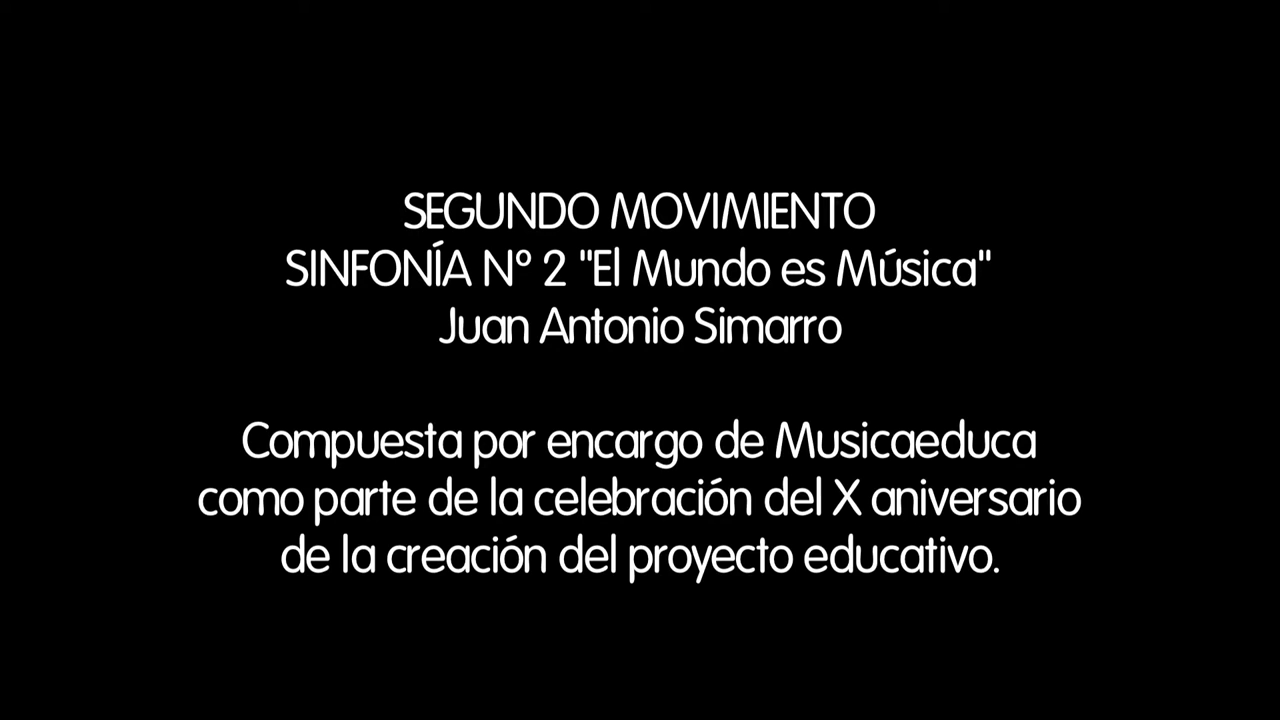 SEGUNDO MOVIMIENTO
SINFONÍA Nº 2 "El Mundo es Música"
Juan Antonio Simarro
Compuesta por encargo de Musicaeduca
como parte de la celebración del X aniversario
de la creación del proyecto educativo.